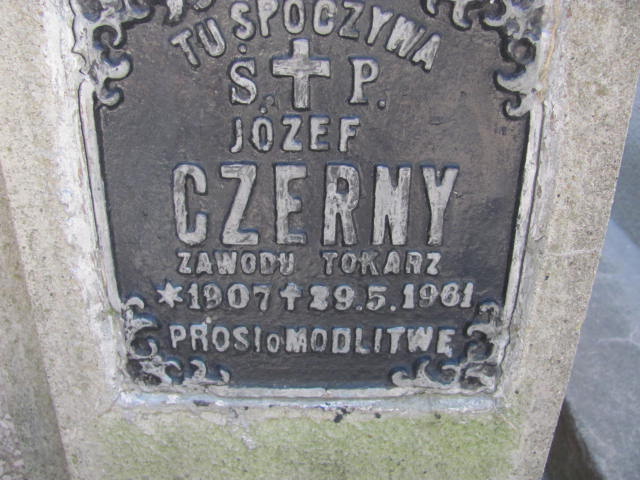 TU SPOCZYWA
Ś. ✝ P.
JÓZEF
CZERNY
ZAWODU TOKARZ
*1907✝29.5.1961
PROSI o MODLITWĘ